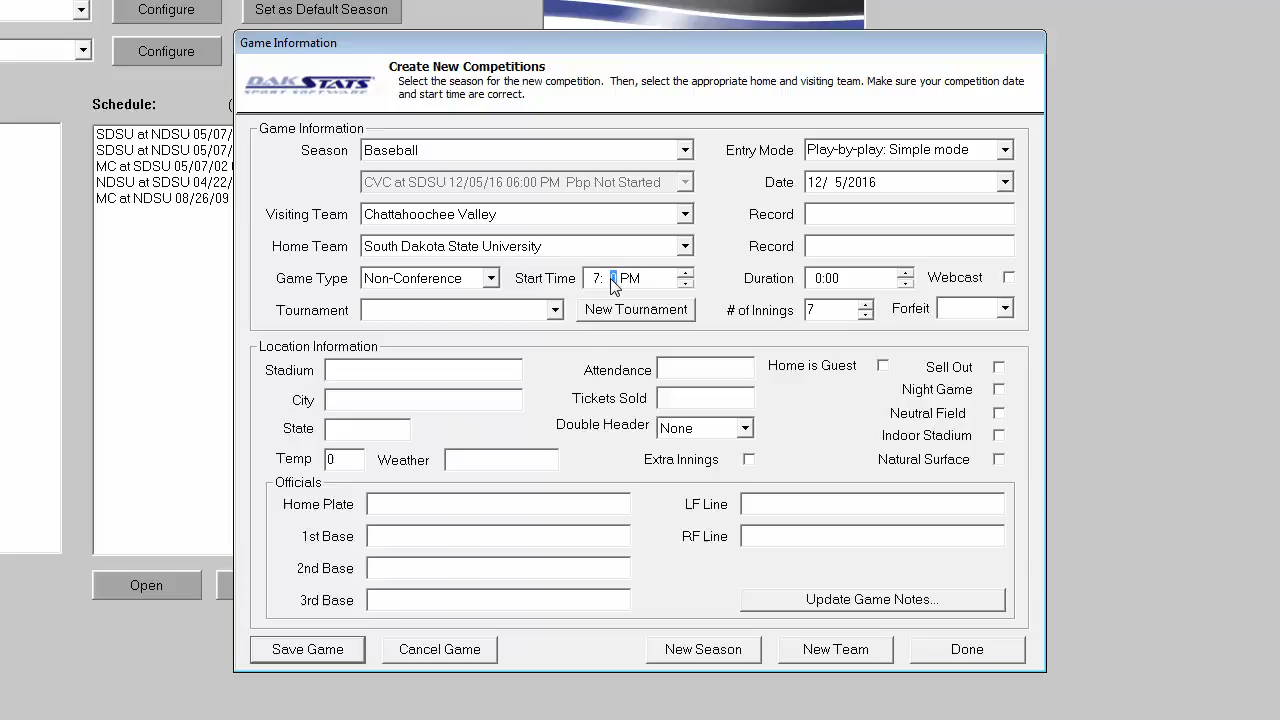 Configure
Set as Default Season
Configure
Game Information
DAKSTATS
SPORT SOFTWARE
Create New Competitions
Select the season for the new competition. Then, select the appropriate home and visiting team. Make sure your
and start time are correct.
Schedule:
SDSU at NDSU 05/07/
SDSU at NDSU 05/07/
MC at SDSU 05/07/02
NDSU at SDSU 04/22/
MC at NDSU 08/26/09
Game Information
Season Baseball Entry Mode Play-by-play: Simple mode
CVC at SDSU 12/05/16 06:00 PM Pbp Not Started Date 12/ 5/2016
Visiting Team Chattahoochee Valley Record
Home Team South Dakota State University Record
Game Type Non-Conference Start Time 7: 0 PM Duration 0:00 Webcast
Tournament New Tournament # of Innings 7 Forfeit
Location Information
Stadium Attendance Home is Guest Sell Out
City Tickets Sold Night Game
State Double Header None Neutral Field
Indoor Stadium
Temp 0 Weather Extra Innings Natural Surface
Officials
Home Plate LF Line
1st Base RF Line
2nd Base
3rd Base Update Game Notes...
Open
Save Game Cancel Game New Season New Team Done